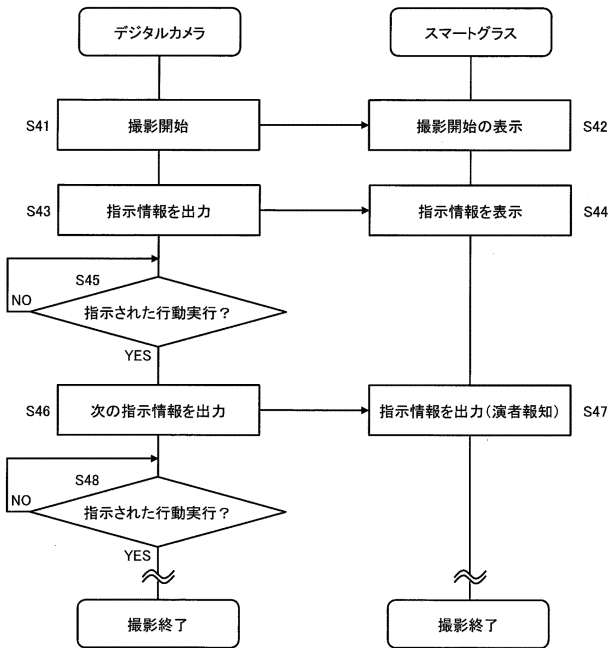 デジタルカメラ
スマートグラス
S41
撮影開始
撮影開始の表示
S42
S43
指示情報を出力
指示情報を表示
S44
S45
NO
指示された行動実行？
YES
S46
次の指示情報を出力
指示情報を出力(演者報知)
S47
S48
NO
指示された行動実行？
YES
撮影終了
撮影終了